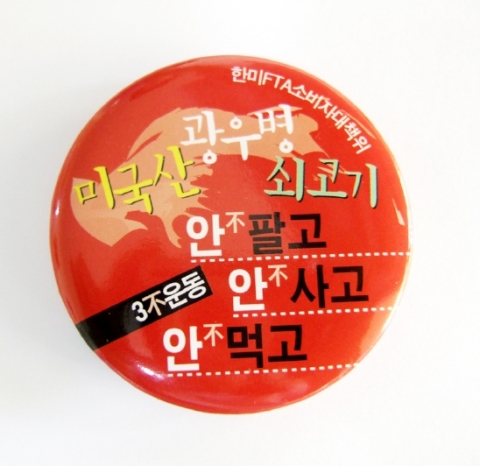 한미FTA소비자대책위
광우병
미국산 쇠코기
안不팔고
3不운동 안不사고
안不먹고